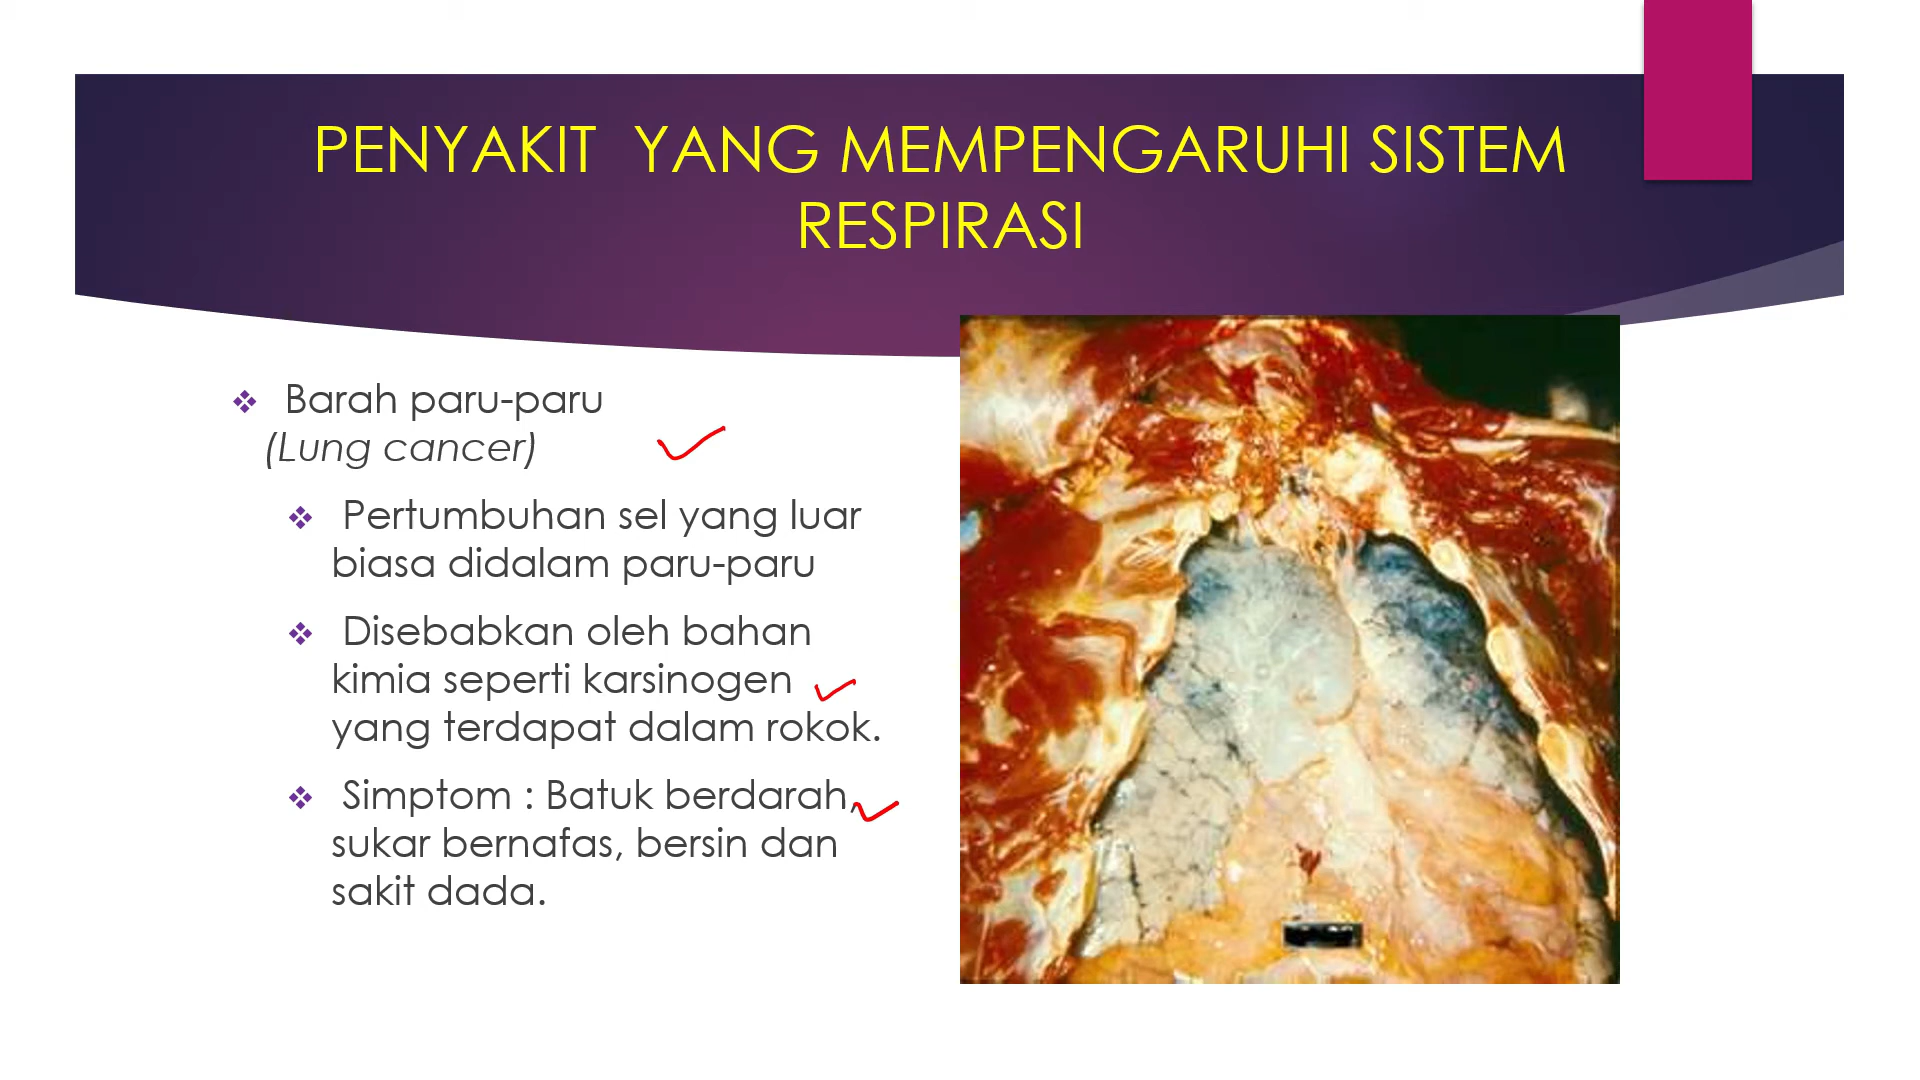 PENYAKIT YANG MEMPENGARUHI SISTEM
RESPIRASI
Barah paru-paru
(Lung cancer)
Pertumbuhan sel yang luar
biasa didalam paru-paru
Disebabkan oleh bahan
kimia seperti karsinogen
yang terdapat dalam rokok.
Simptom : Batuk berdarah,
sukar bernafas, bersin dan
sakit dada.